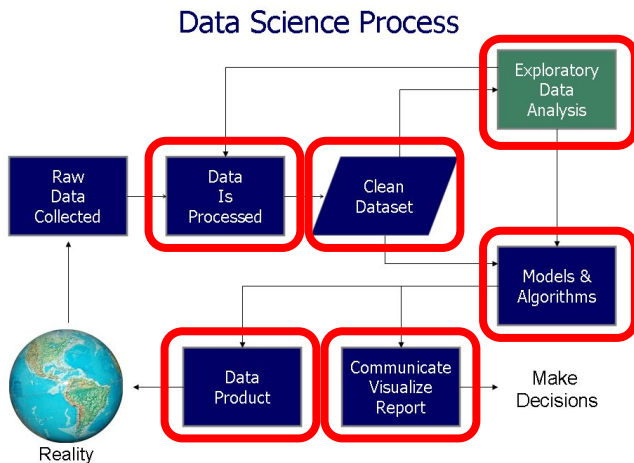 Data Science Process
Exploratory
Data
Analysis
Raw
Data
Collected
Data
Is
Processed
Clean
Dataset
Models &
Algorithms
Data
Product
Communicate
Visualize
Report
Make
Decisions
Reality